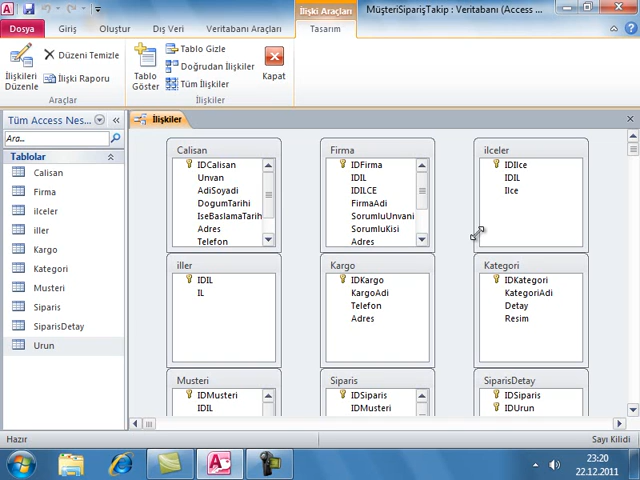 İlişki Araçları
MüşteriSiparişTakip : Veritabanı (Access ...
Dosya
Giriş
Oluştur
Dış Veri
Veritabanı Araçları
Tasarım
İlişkileri
Düzenle
Düzeni Temizle
İlişki Raporu
Araçlar
Tablo
Göster
Tablo Gizle
Doğrudan İlişkiler
Tüm İlişkiler
Kapat
İlişkiler
Tüm Access Nes...
Ara...
Tablolar
Calisan
Firma
ilceler
iller
Kargo
Kategori
Musteri
Siparis
SiparisDetay
Urun
İlişkiler
Calisan
IDCalisan
Unvan
AdiSoyadi
DogumTarihi
IseBaslamaTarih
Adres
Telefon
Firma
IDFirma
IDIL
IDILCE
FirmaAdi
SorumluUnvani
SorumluKisi
Adres
ilceler
IDIlce
IDIL
Ilce
iller
IDIL
IL
Kargo
IDKargo
KargoAdi
Telefon
Adres
Kategori
IDKategori
KategoriAdi
Detay
Resim
Musteri
IDMusteri
IDIL
Siparis
IDSiparis
IDMusteri
SiparisDetay
IDSiparis
IDUrun
Hazır
Sayı Kilidi
23:20
22.12.2011